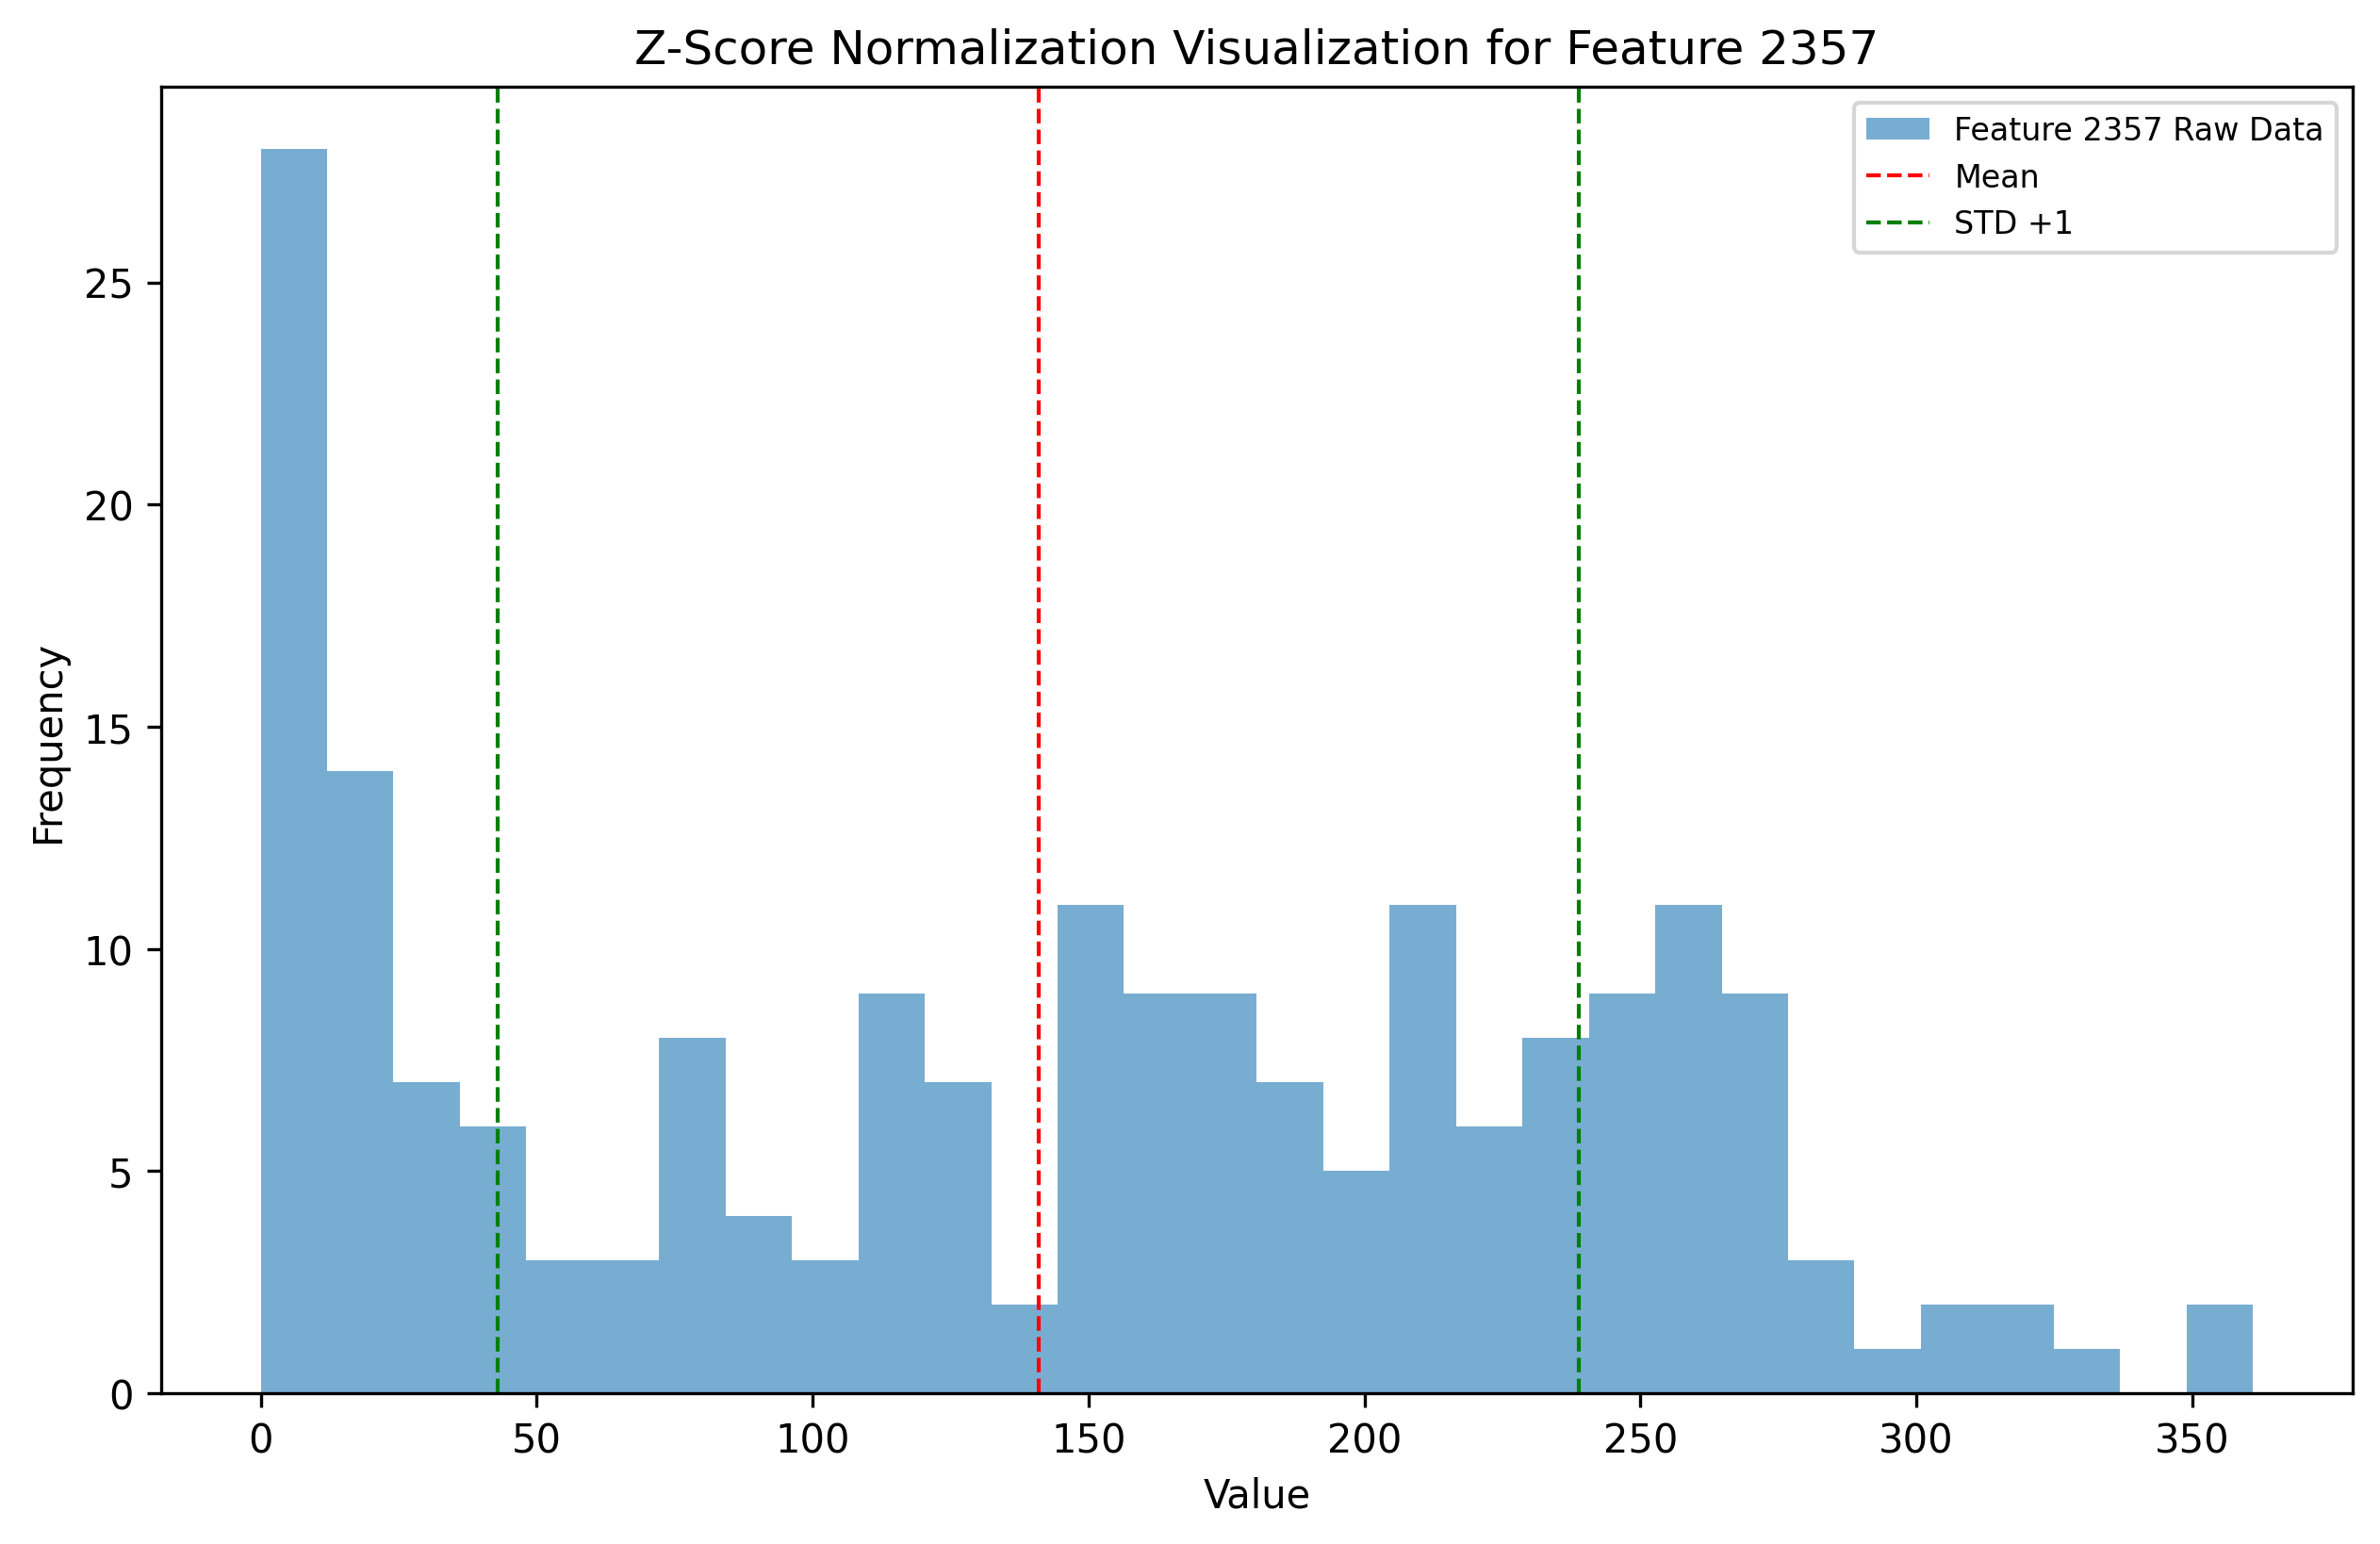 Z-Score Normalization Visualization for Feature 2357
Feature 2357 Raw Data
Mean
STD +1
Frequency
25
20
15
10
5
0
0 50 100 150 200 250 300 350
Value